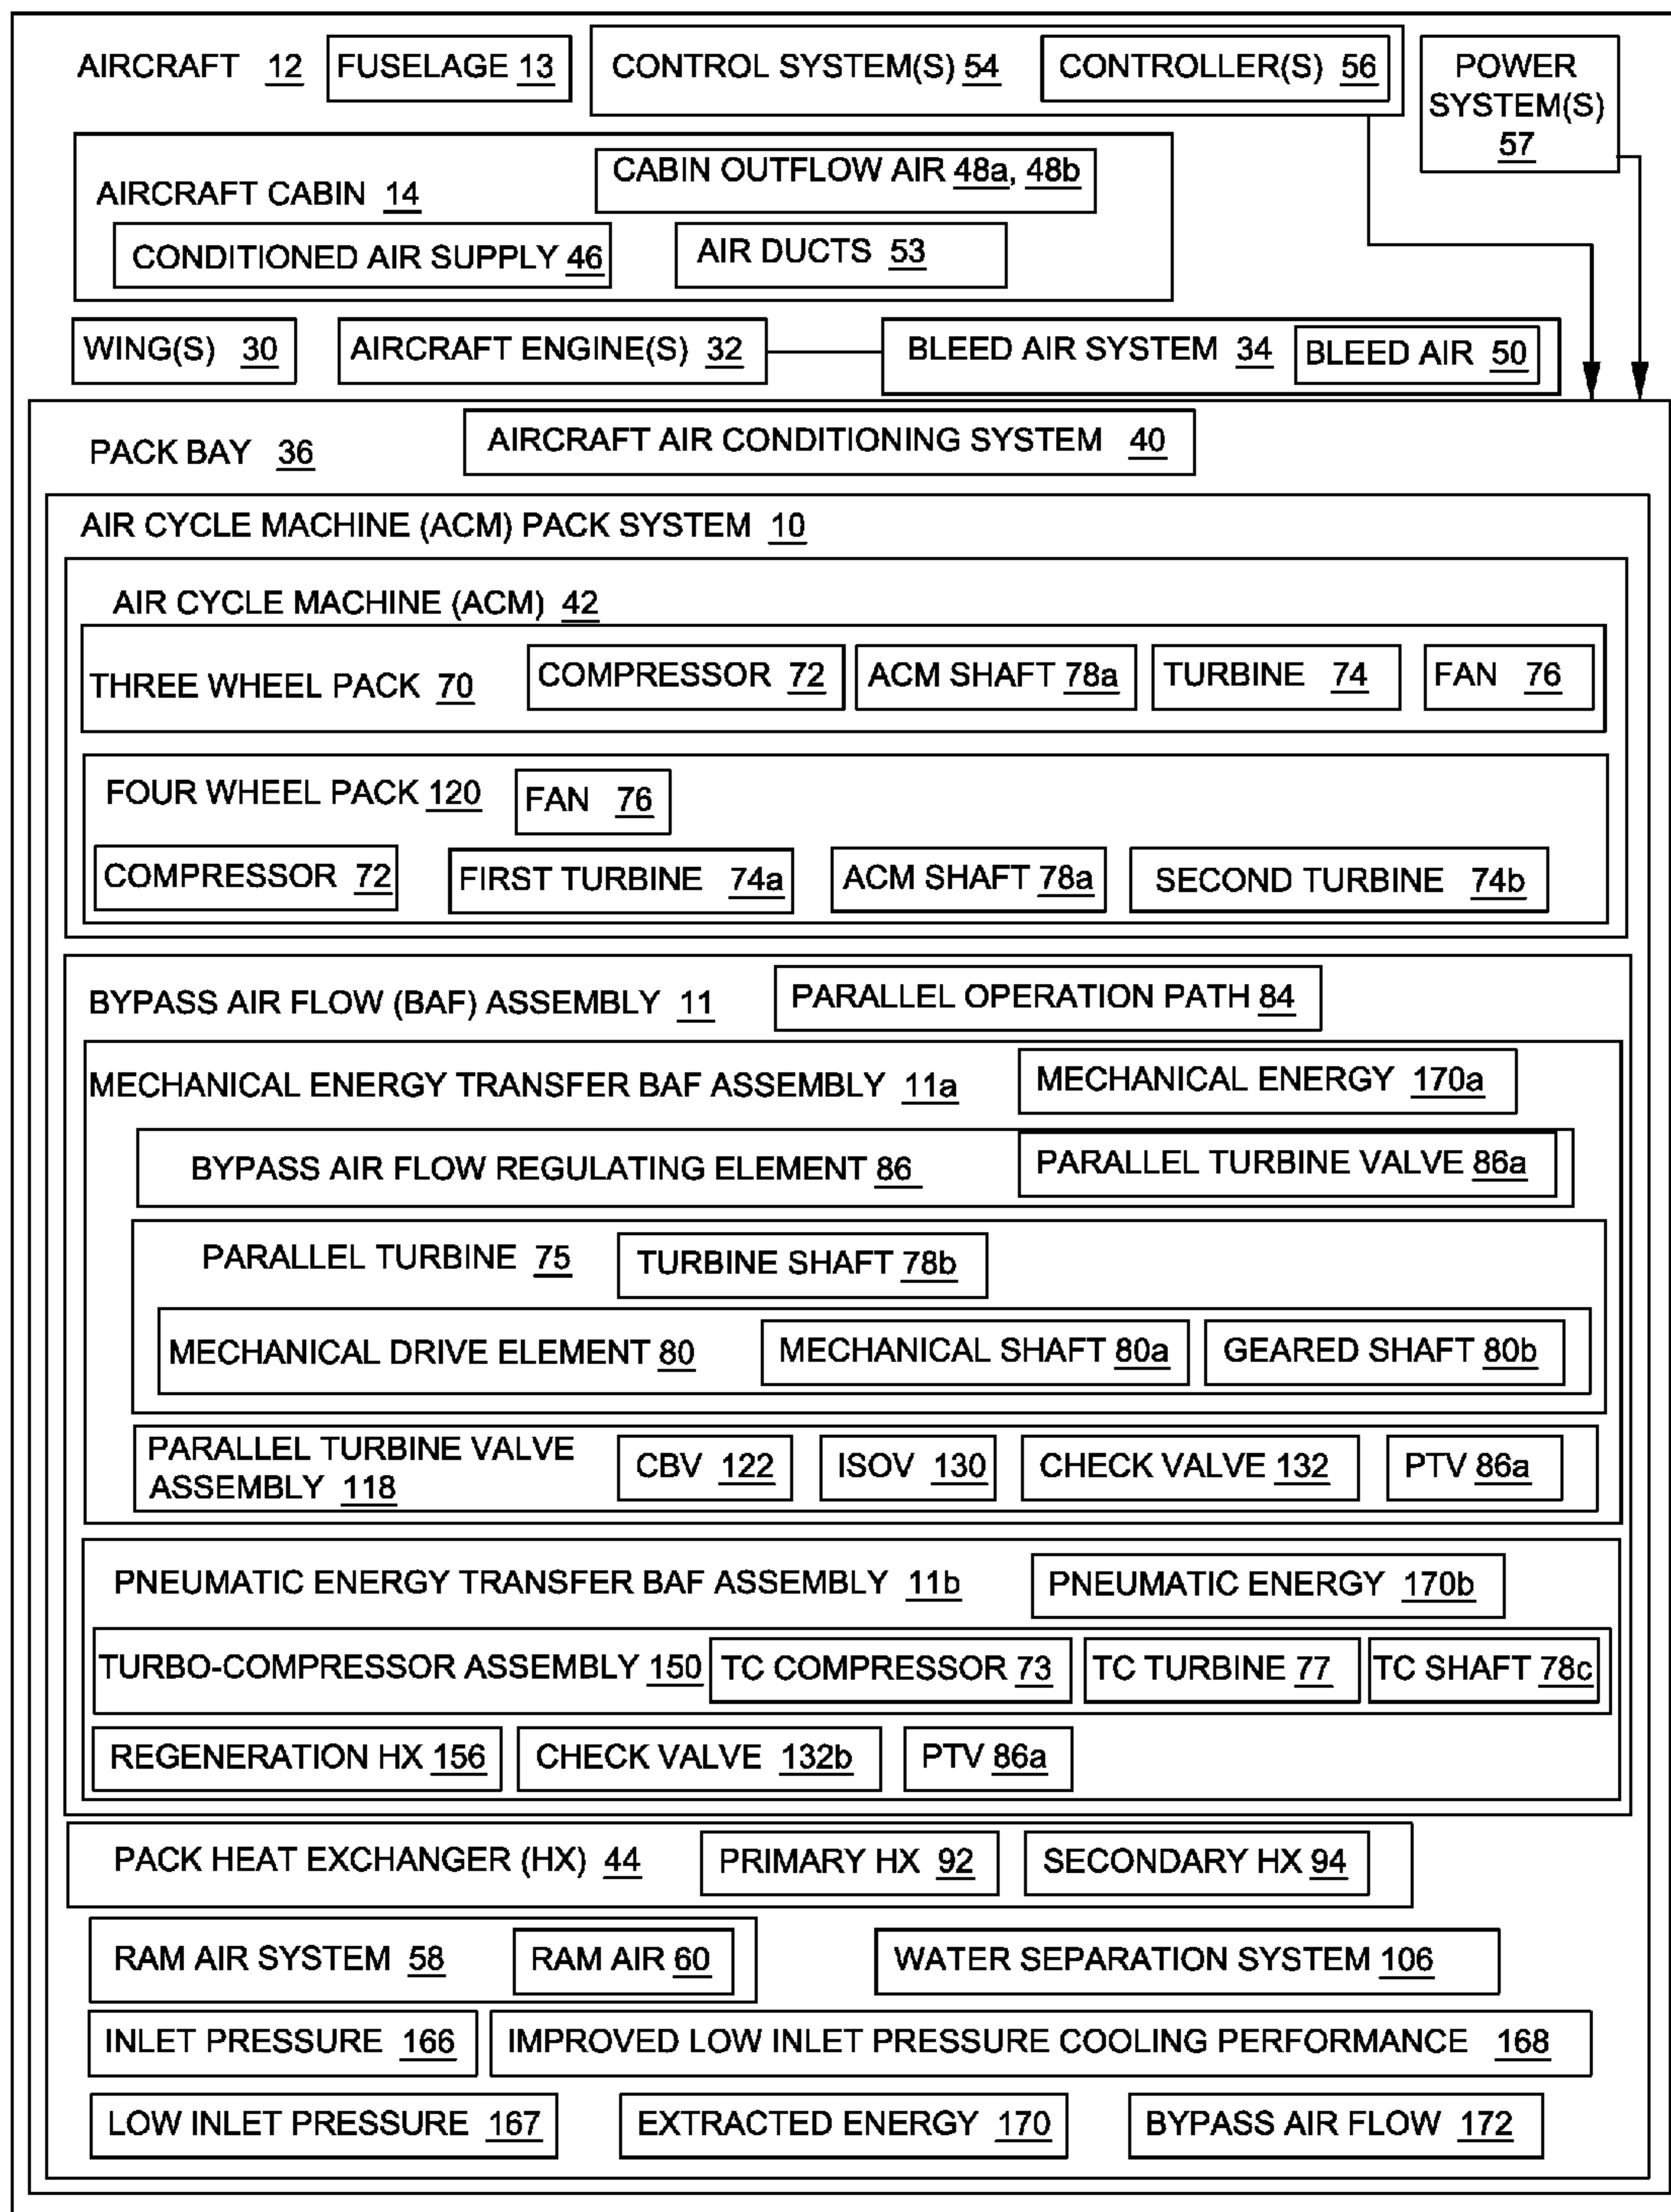 AIRCRAFT 12 FUSELAGE 13 CONTROL SYSTEM(S) 54 CONTROLLER(S) 56 POWER
SYSTEM(S)
57
AIRCRAFT CABIN 14 CABIN OUTFLOW AIR 48a, 48b
CONDITIONED AIR SUPPLY 46 AIR DUCTS 53
WING(S) 30 AIRCRAFT ENGINE(S) 32 BLEED AIR SYSTEM 34 BLEED AIR 50
PACK BAY 36 AIRCRAFT AIR CONDITIONING SYSTEM 40
AIR CYCLE MACHINE (ACM) PACK SYSTEM 10
AIR CYCLE MACHINE (ACM) 42
THREE WHEEL PACK 70 COMPRESSOR 72 ACM SHAFT 78a TURBINE 74 FAN 76
FOUR WHEEL PACK 120 FAN 76
COMPRESSOR 72 FIRST TURBINE 74a ACM SHAFT 78a SECOND TURBINE 74b
BYPASS AIR FLOW (BAF) ASSEMBLY 11 PARALLEL OPERATION PATH 84
MECHANICAL ENERGY TRANSFER BAF ASSEMBLY 11a MECHANICAL ENERGY 170a
BYPASS AIR FLOW REGULATING ELEMENT 86 PARALLEL TURBINE VALVE 86a
PARALLEL TURBINE 75 TURBINE SHAFT 78b
MECHANICAL DRIVE ELEMENT 80 MECHANICAL SHAFT 80a GEARED SHAFT 80b
PARALLEL TURBINE VALVE
ASSEMBLY 118 CBV 122 ISOV 130 CHECK VALVE 132 PTV 86a
PNEUMATIC ENERGY TRANSFER BAF ASSEMBLY 11b PNEUMATIC ENERGY 170b
TURBO-COMPRESSOR ASSEMBLY 150 TC COMPRESSOR 73 TC TURBINE 77 TC SHAFT 78c
REGENERATION HX 156 CHECK VALVE 132b PTV 86a
PACK HEAT EXCHANGER (HX) 44 PRIMARY HX 92 SECONDARY HX 94
RAM AIR SYSTEM 58 RAM AIR 60 WATER SEPARATION SYSTEM 106
INLET PRESSURE 166 IMPROVED LOW INLET PRESSURE COOLING PERFORMANCE 168
LOW INLET PRESSURE 167 EXTRACTED ENERGY 170 BYPASS AIR FLOW 172